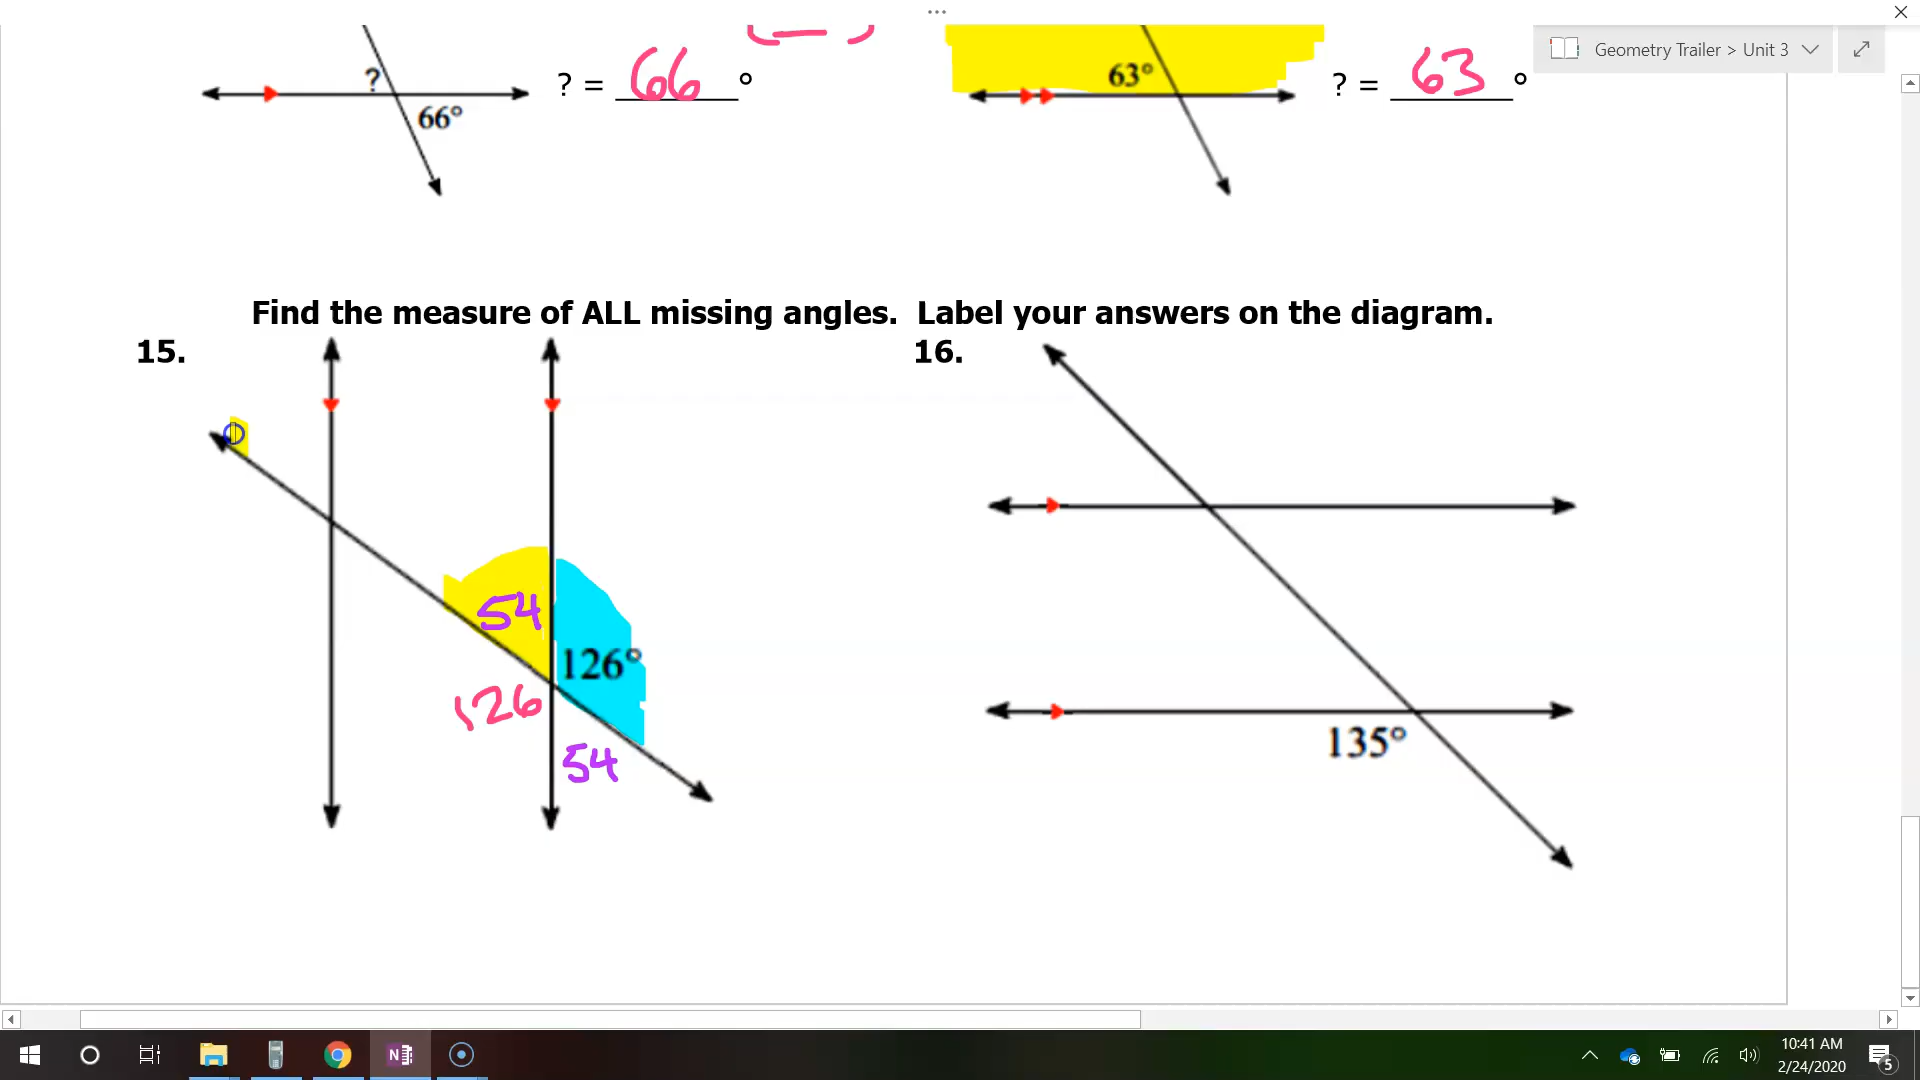 Geometry Trailer > Unit 3
? 66° ? = 66 °
63° ? = 63 °
Find the measure of ALL missing angles. Label your answers on the diagram.
15.
54
126°
126
54
16.
135°
10:41 AM
2/24/2020
5
N